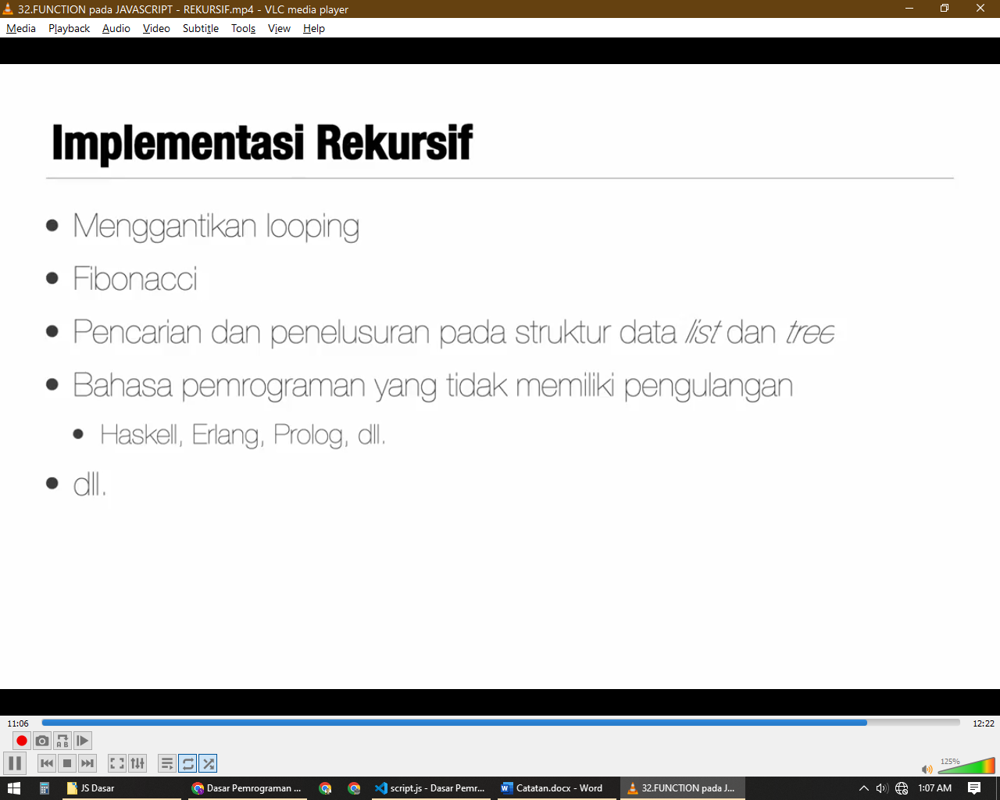 32.FUNCTION pada JAVASCRIPT - REKURSIF.mp4 - VLC media player
Media Playback Audio Video Subtitle Tools View Help
Implementasi Rekursif
Menggantikan looping
Fibonacci
Pencarian dan penelusuran pada struktur data list dan tree
Bahasa pemrograman yang tidak memiliki pengulangan
Haskell, Erlang, Prolog, dll.
dll.
11:06 12:22
A B
125%
JS Dasar Dasar Pemrograman ... script.js - Dasar Pemr... Catatan.docx - Word 32.FUNCTION pada J... 1:07 AM